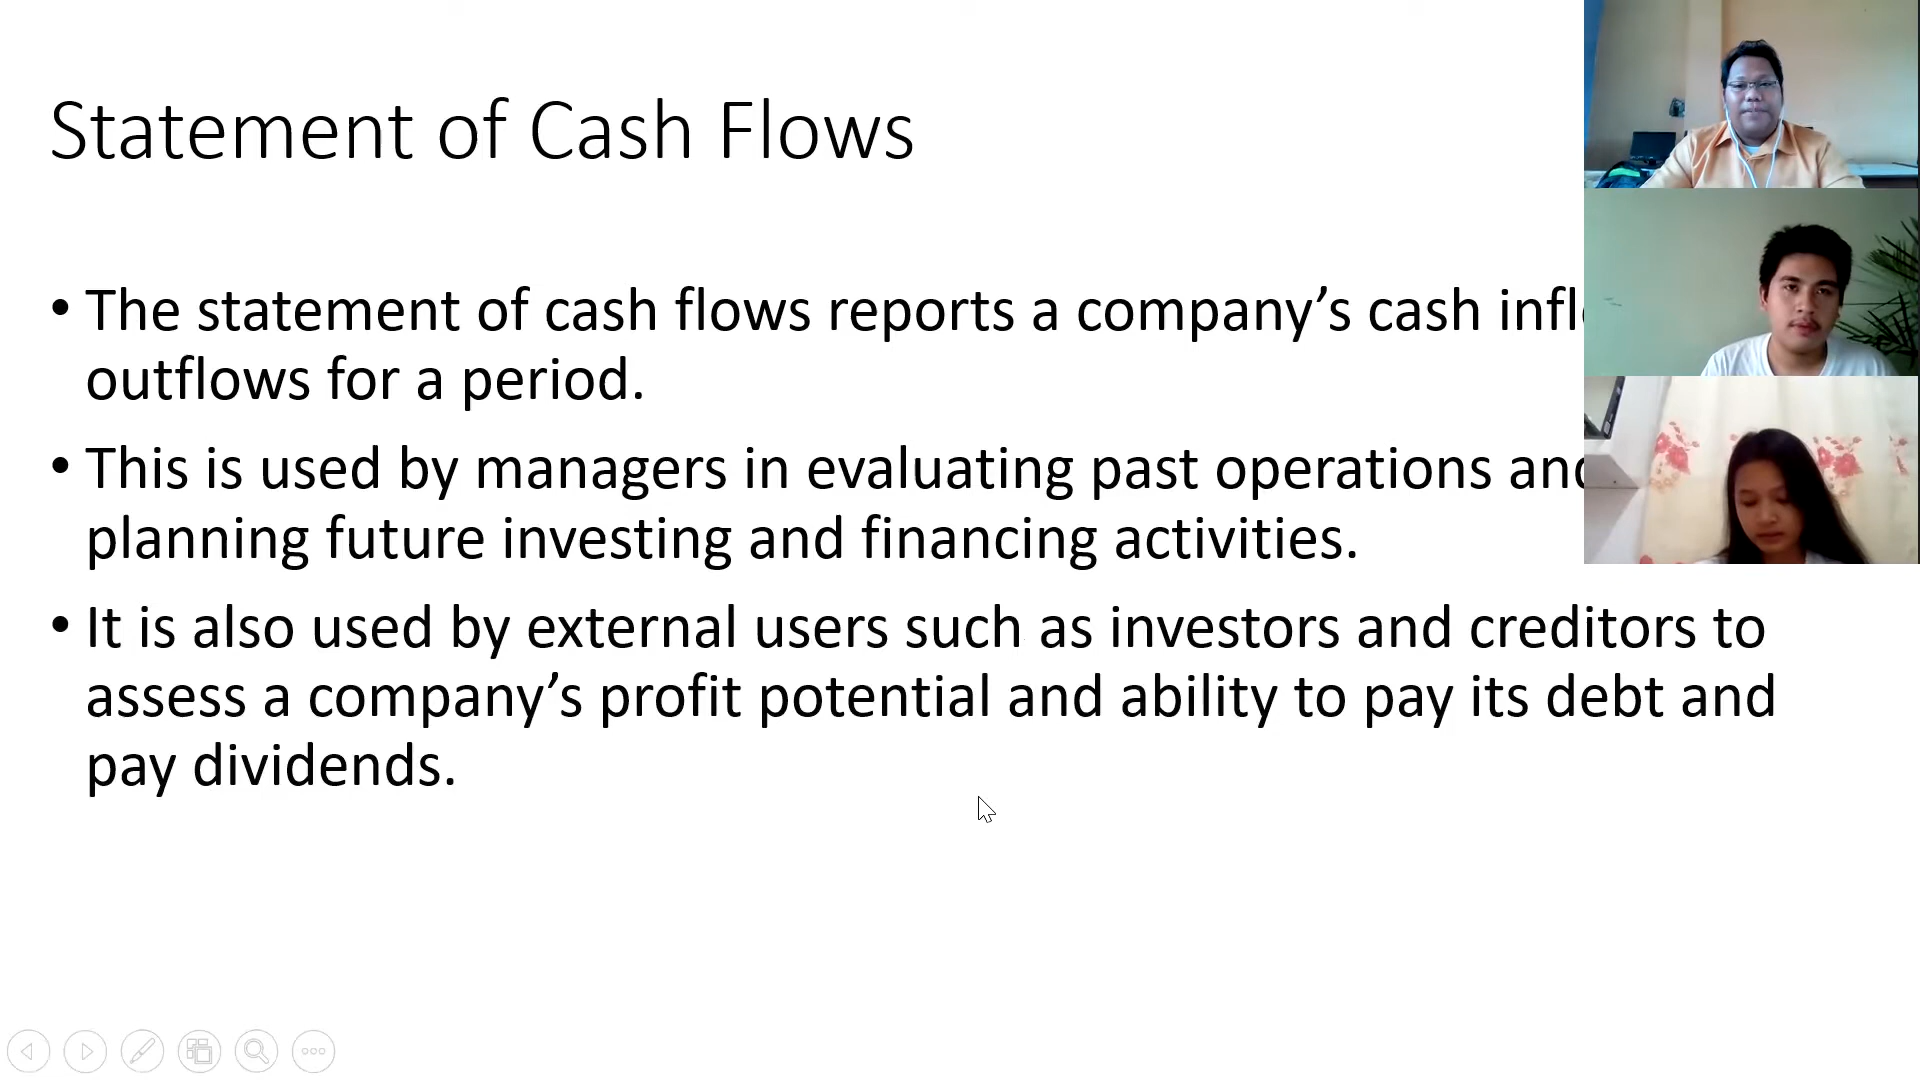 Statement of Cash Flows
• The statement of cash flows reports a company’s cash
outflows for a period.
• This is used by managers in evaluating past operations and
planning future investing and financing activities.
• It is also used by external users such as investors and creditors to
assess a company’s profit potential and ability to pay its debt and
pay dividends.